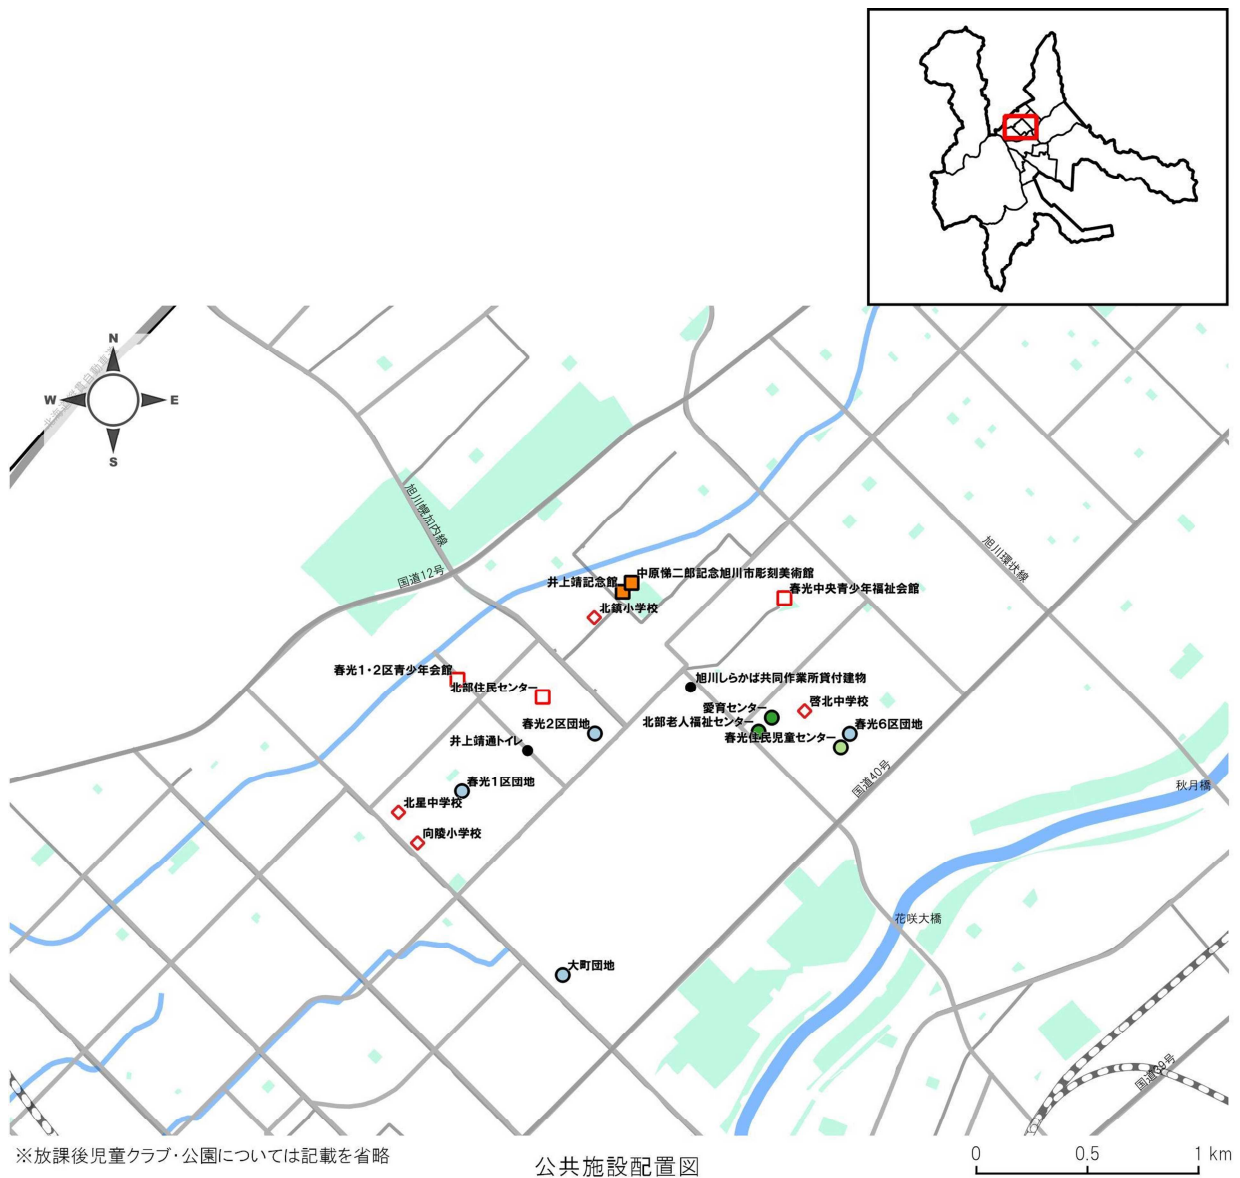 N
W
E
S
旭川幌加内線
国道12号
旭川環状線
中原悌二郎記念旭川市彫刻美術館
井上靖記念館
春光中央青少年福祉会館
北鎮小学校
春光1・2区青少年会館
北部住民センター
旭川しらかば共同作業所貸付建物
愛育センター
啓北中学校
北部老人福祉センター
春光2区団地
春光6区団地
春光住民児童センター
井上靖通トイレ
国道40号
秋月橋
春光1区団地
北星中学校
向陵小学校
花咲大橋
大町団地
国道39号
※放課後児童クラブ・公園については記載を省略
公共施設配置図
0 0.5 1 km